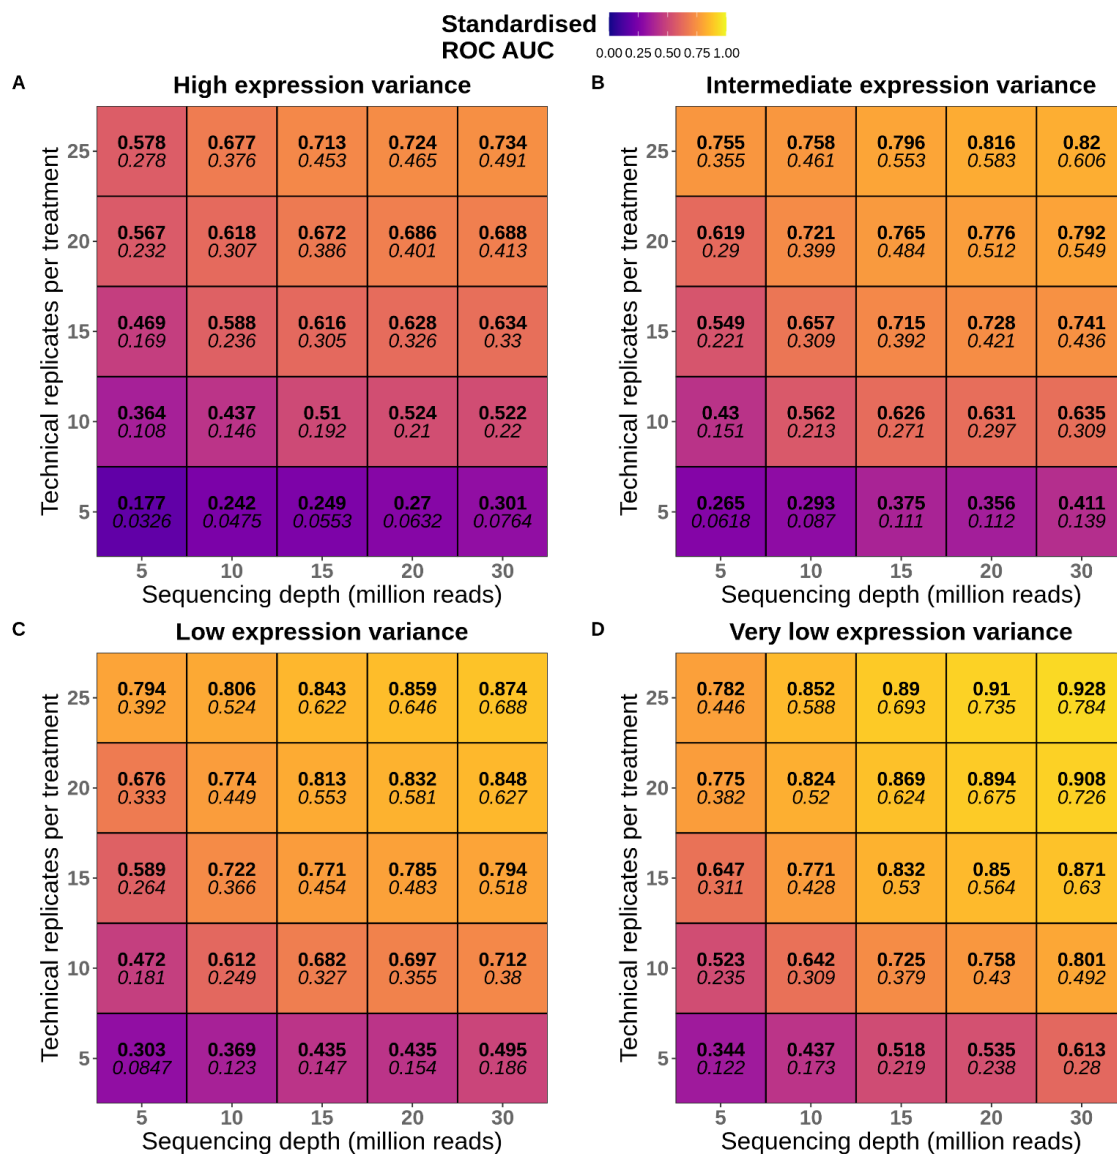 Standardised
ROC AUC
0.00 0.25 0.50 0.75 1.00
A
High expression variance
Technical replicates per treatment
25
0.578 0.677 0.713 0.724 0.734
0.278 0.376 0.453 0.465 0.491
20
0.567 0.618 0.672 0.686 0.688
0.232 0.307 0.386 0.401 0.413
15
0.469 0.588 0.616 0.628 0.634
0.169 0.236 0.305 0.326 0.33
10
0.364 0.437 0.51 0.524 0.522
0.108 0.146 0.192 0.21 0.22
5
0.177 0.242 0.249 0.27 0.301
0.0326 0.0475 0.0553 0.0632 0.0764
5 10 15 20 30
Sequencing depth (million reads)
B
Intermediate expression variance
Technical replicates per treatment
25
0.755 0.758 0.796 0.816 0.82
0.355 0.461 0.553 0.583 0.606
20
0.619 0.721 0.765 0.776 0.792
0.29 0.399 0.484 0.512 0.549
15
0.549 0.657 0.715 0.728 0.741
0.221 0.309 0.392 0.421 0.436
10
0.43 0.562 0.626 0.631 0.635
0.151 0.213 0.271 0.297 0.309
5
0.265 0.293 0.375 0.356 0.411
0.0618 0.087 0.111 0.112 0.139
5 10 15 20 30
Sequencing depth (million reads)
C
Low expression variance
Technical replicates per treatment
25
0.794 0.806 0.843 0.859 0.874
0.392 0.524 0.622 0.646 0.688
20
0.676 0.774 0.813 0.832 0.848
0.333 0.449 0.553 0.581 0.627
15
0.589 0.722 0.771 0.785 0.794
0.264 0.366 0.454 0.483 0.518
10
0.472 0.612 0.682 0.697 0.712
0.181 0.249 0.327 0.355 0.38
5
0.303 0.369 0.435 0.435 0.495
0.0847 0.123 0.147 0.154 0.186
5 10 15 20 30
Sequencing depth (million reads)
D
Very low expression variance
Technical replicates per treatment
25
0.782 0.852 0.89 0.91 0.928
0.446 0.588 0.693 0.735 0.784
20
0.775 0.824 0.869 0.894 0.908
0.382 0.52 0.624 0.675 0.726
15
0.647 0.771 0.832 0.85 0.871
0.311 0.428 0.53 0.564 0.63
10
0.523 0.642 0.725 0.758 0.801
0.235 0.309 0.379 0.43 0.492
5
0.344 0.437 0.518 0.535 0.613
0.122 0.173 0.219 0.238 0.28
5 10 15 20 30
Sequencing depth (million reads)